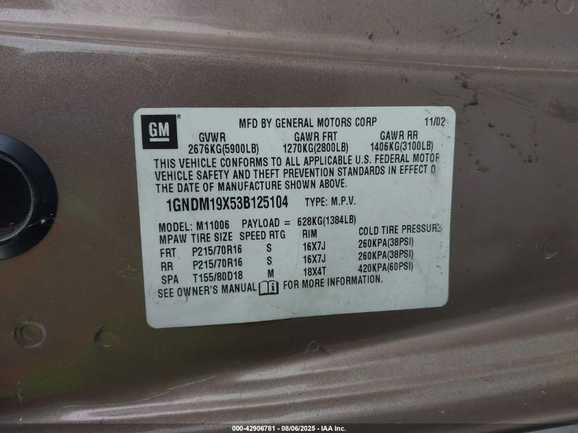 GM
MFD BY GENERAL MOTORS CORP 11/02
GVWR GAWR FRT GAWR RR
2676KG(5900LB) 1270KG(2800LB) 1406KG(3100LB)
THIS VEHICLE CONFORMS TO ALL APPLICABLE U.S. FEDERAL MOTOR
VEHICLE SAFETY AND THEFT PREVENTION STANDARDS IN EFFECT O
THE DATE OF MANUFACTURE SHOWN ABOVE.
1GNDM19X53B125104 TYPE: M.P.V.
MODEL: M11006 PAYLOAD = 628KG(1384LB)
MPAW TIRE SIZE SPEED RTG RIM COLD TIRE PRESSURE
FRT P215/70R16 S 16X7J 260KPA(38PSI)
RR P215/70R16 S 16X7J 260KPA(38PSI)
SPA T155/80D18 M 18X4T 420KPA(60PSI)
SEE OWNER'S MANUAL FOR MORE INFORMATION.
000-42906781 - 08/06/2025 - IAA Inc.